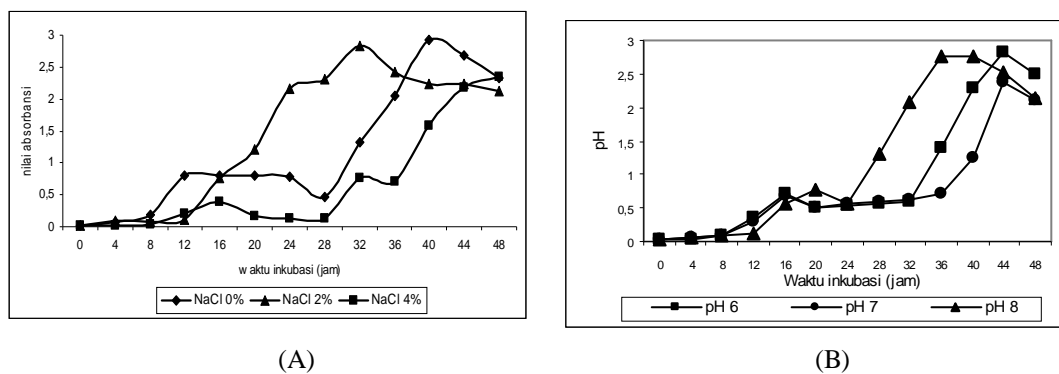 3
2,5
2
1,5
1
0,5
0
nilai absorbansi
0 4 8 12 16 20 24 28 32 36 40 44 48
waktu inkubasi (jam)
NaCl 0% NaCl 2% NaCl 4%
(A)
3
2,5
2
1,5
1
0,5
0
pH
0 4 8 12 16 20 24 28 32 36 40 44 48
Waktu inkubasi (jam)
pH 6 pH 7 pH 8
(B)